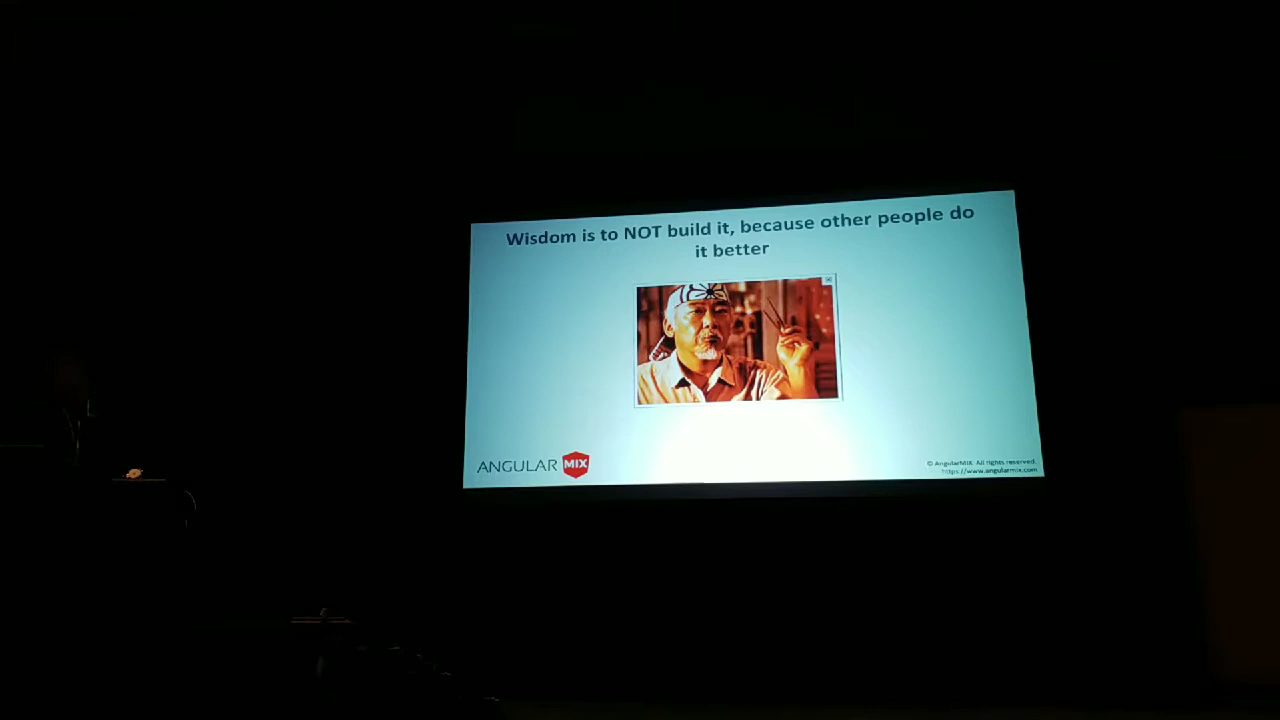 Wisdom is to NOT build it, because other people do
it better
ANGULAR MIX
© AngularMIX. All rights reserved.
https://www.angularmix.com